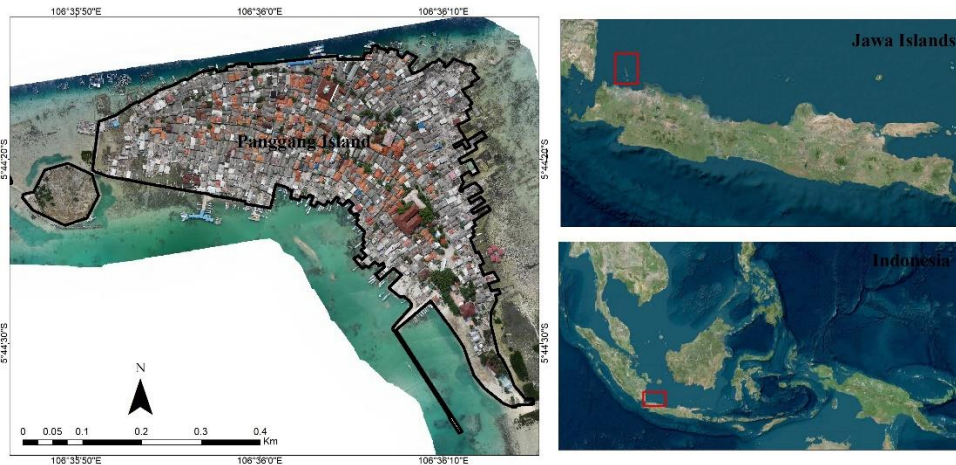 106°35'50"E
106°36'0"E
106°36'10"E
5°44'20"S
5°44'20"S
5°44'30"S
5°44'30"S
Panggang Island
N
0 0.05 0.1 0.2 0.3 0.4
Km
106°35'50"E
106°36'0"E
106°36'10"E
Jawa Islands
Indonesia